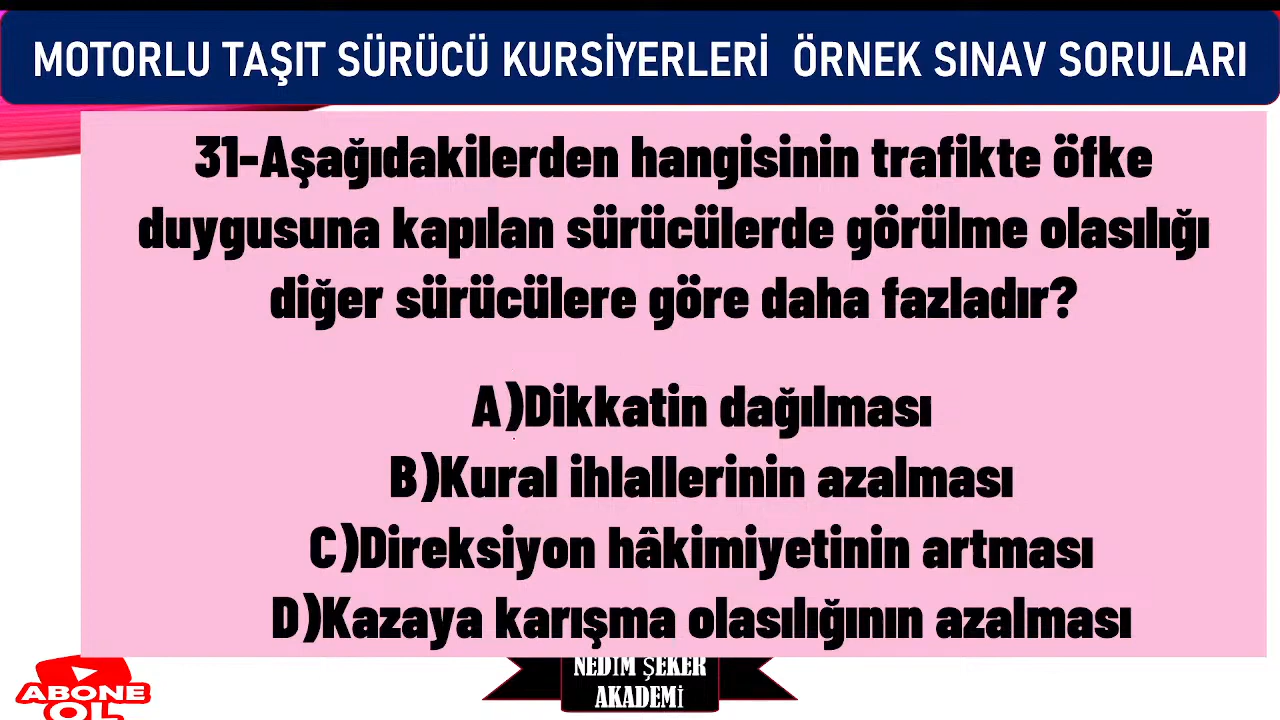 MOTORLU TAŞIT SÜRÜCÜ KURSİYERLERİ ÖRNEK SINAV SORULARI
31-Aşağıdakilerden hangisinin trafikte öfke
duygusuna kapılan sürücülerde görülme olasılığı
diğer sürücülere göre daha fazladır?
A)Dikkatin dağılması
B)Kural ihlallerinin azalması
C)Direksiyon hâkimiyetinin artması
D)Kazaya karışma olasılığının azalması
NEDİM ŞEKER
AKADEMİ
ABONE
OL